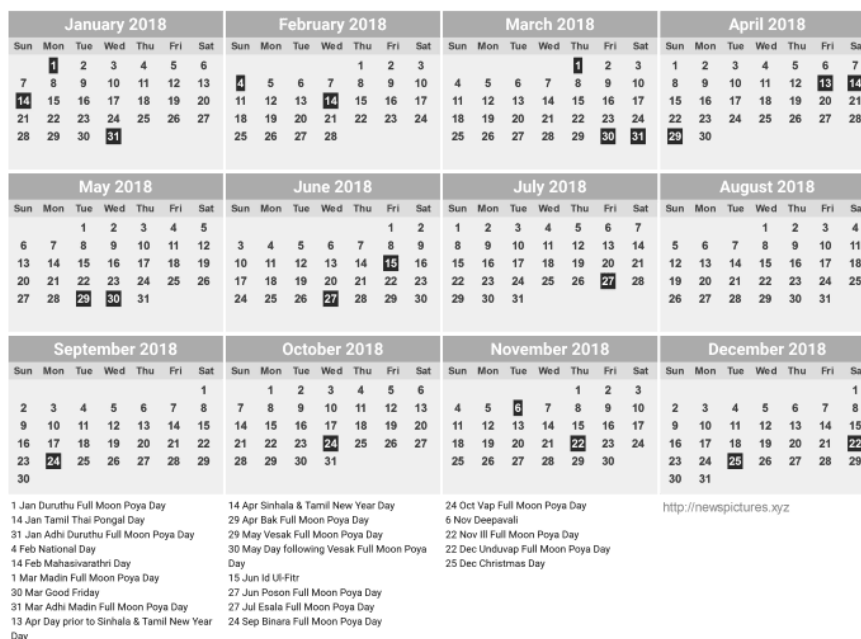 January 2018
Sun Mon Tue Wed Thu Fri Sat
1 2 3 4 5 6
7 8 9 10 11 12 13
14 15 16 17 18 19 20
21 22 23 24 25 26 27
28 29 30 31
February 2018
Sun Mon Tue Wed Thu Fri Sat
1 2 3
4 5 6 7 8 9 10
11 12 13 14 15 16 17
18 19 20 21 22 23 24
25 26 27 28
March 2018
Sun Mon Tue Wed Thu Fri Sat
1 2 3
4 5 6 7 8 9 10
11 12 13 14 15 16 17
18 19 20 21 22 23 24
25 26 27 28 29 30 31
April 2018
Sun Mon Tue Wed Thu Fri Sa
1 2 3 4 5 6 7
8 9 10 11 12 13 14
15 16 17 18 19 20 21
22 23 24 25 26 27 28
29 30
May 2018
Sun Mon Tue Wed Thu Fri Sat
1 2 3 4 5
6 7 8 9 10 11 12
13 14 15 16 17 18 19
20 21 22 23 24 25 26
27 28 29 30 31
June 2018
Sun Mon Tue Wed Thu Fri Sat
1 2
3 4 5 6 7 8 9
10 11 12 13 14 15 16
17 18 19 20 21 22 23
24 25 26 27 28 29 30
July 2018
Sun Mon Tue Wed Thu Fri Sat
1 2 3 4 5 6 7
8 9 10 11 12 13 14
15 16 17 18 19 20 21
22 23 24 25 26 27 28
29 30 31
August 2018
Sun Mon Tue Wed Thu Fri Sa
1 2 3 4
5 6 7 8 9 10 11
12 13 14 15 16 17 18
19 20 21 22 23 24 25
26 27 28 29 30 31
September 2018
Sun Mon Tue Wed Thu Fri Sat
1
2 3 4 5 6 7 8
9 10 11 12 13 14 15
16 17 18 19 20 21 22
23 24 25 26 27 28 29
30
October 2018
Sun Mon Tue Wed Thu Fri Sat
1 2 3 4 5 6
7 8 9 10 11 12 13
14 15 16 17 18 19 20
21 22 23 24 25 26 27
28 29 30 31
November 2018
Sun Mon Tue Wed Thu Fri Sat
1 2 3
4 5 6 7 8 9 10
11 12 13 14 15 16 17
18 19 20 21 22 23 24
25 26 27 28 29 30
December 2018
Sun Mon Tue Wed Thu Fri Sa
1
2 3 4 5 6 7 8
9 10 11 12 13 14 15
16 17 18 19 20 21 22
23 24 25 26 27 28 29
30 31
1 Jan Duruthu Full Moon Poya Day
14 Jan Tamil Thai Pongal Day
31 Jan Adhi Duruthu Full Moon Poya Day
4 Feb National Day
14 Feb Mahasivarathri Day
1 Mar Madin Full Moon Poya Day
30 Mar Good Friday
31 Mar Adhi Madin Full Moon Poya Day
13 Apr Day prior to Sinhala & Tamil New Year
Day
14 Apr Sinhala & Tamil New Year Day
29 Apr Bak Full Moon Poya Day
29 May Vesak Full Moon Poya Day
30 May Day following Vesak Full Moon Poya
Day
15 Jun Id Ul-Fitr
27 Jun Poson Full Moon Poya Day
27 Jul Esala Full Moon Poya Day
24 Sep Binara Full Moon Poya Day
24 Oct Vap Full Moon Poya Day
6 Nov Deepavali
22 Nov Ill Full Moon Poya Day
22 Dec Unduvap Full Moon Poya Day
25 Dec Christmas Day
http://newspictures.xyz